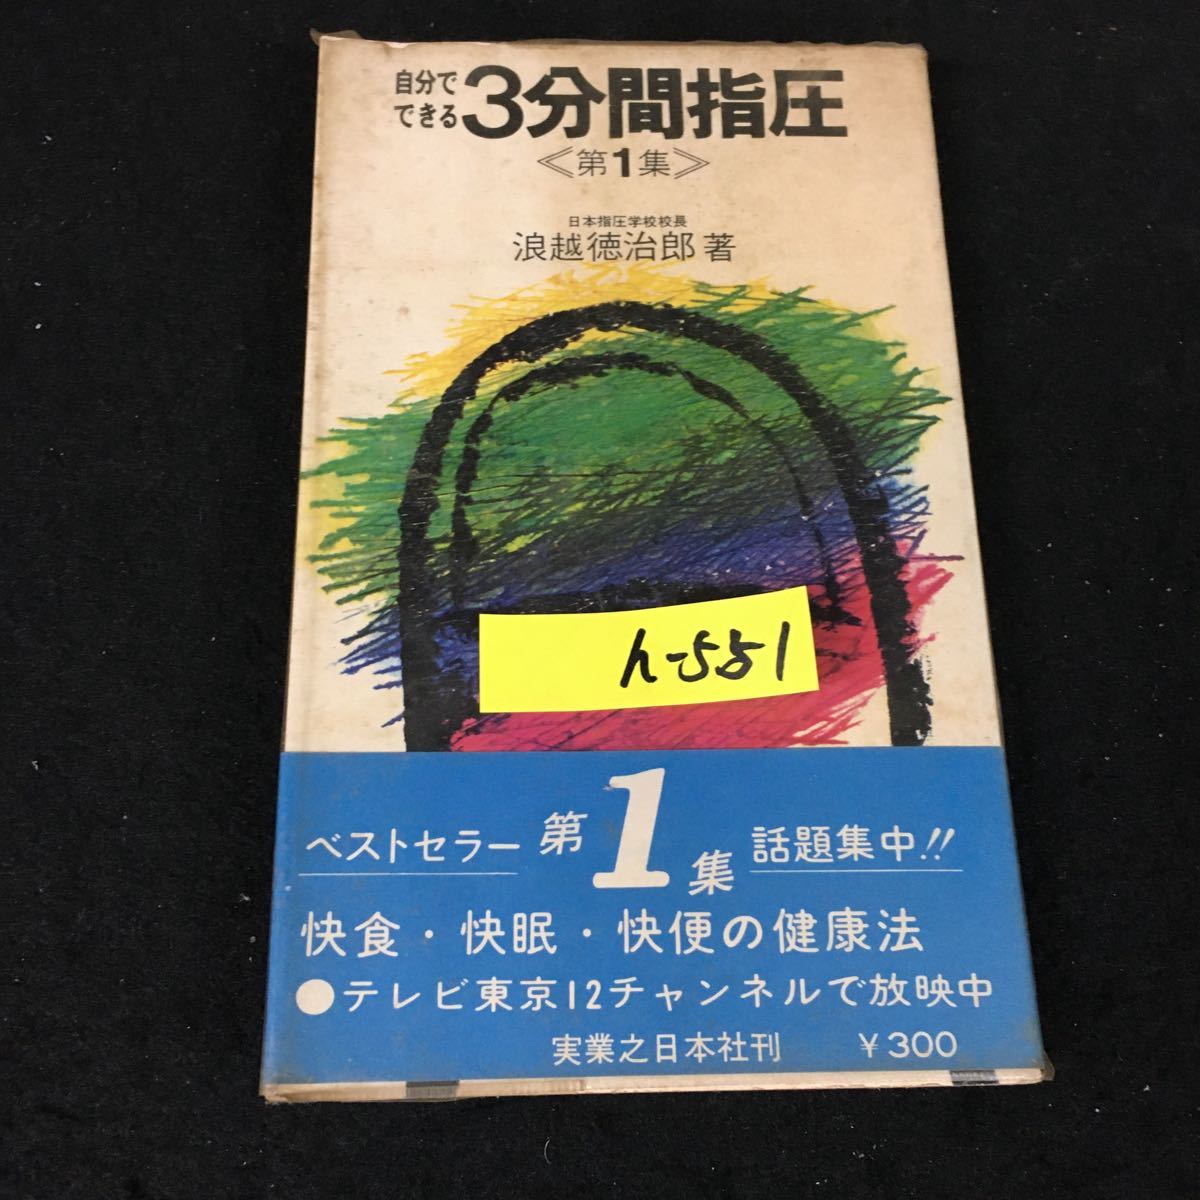 自分で
できる 3分間指圧
≪第1集≫
日本指圧学校校長
浪越徳治郎 著
h-551
ベストセラー 第1集 話題集中!!
快食・快眠・快便の健康法
●テレビ東京12チャンネルで放映中
実業之日本社刊 ¥300